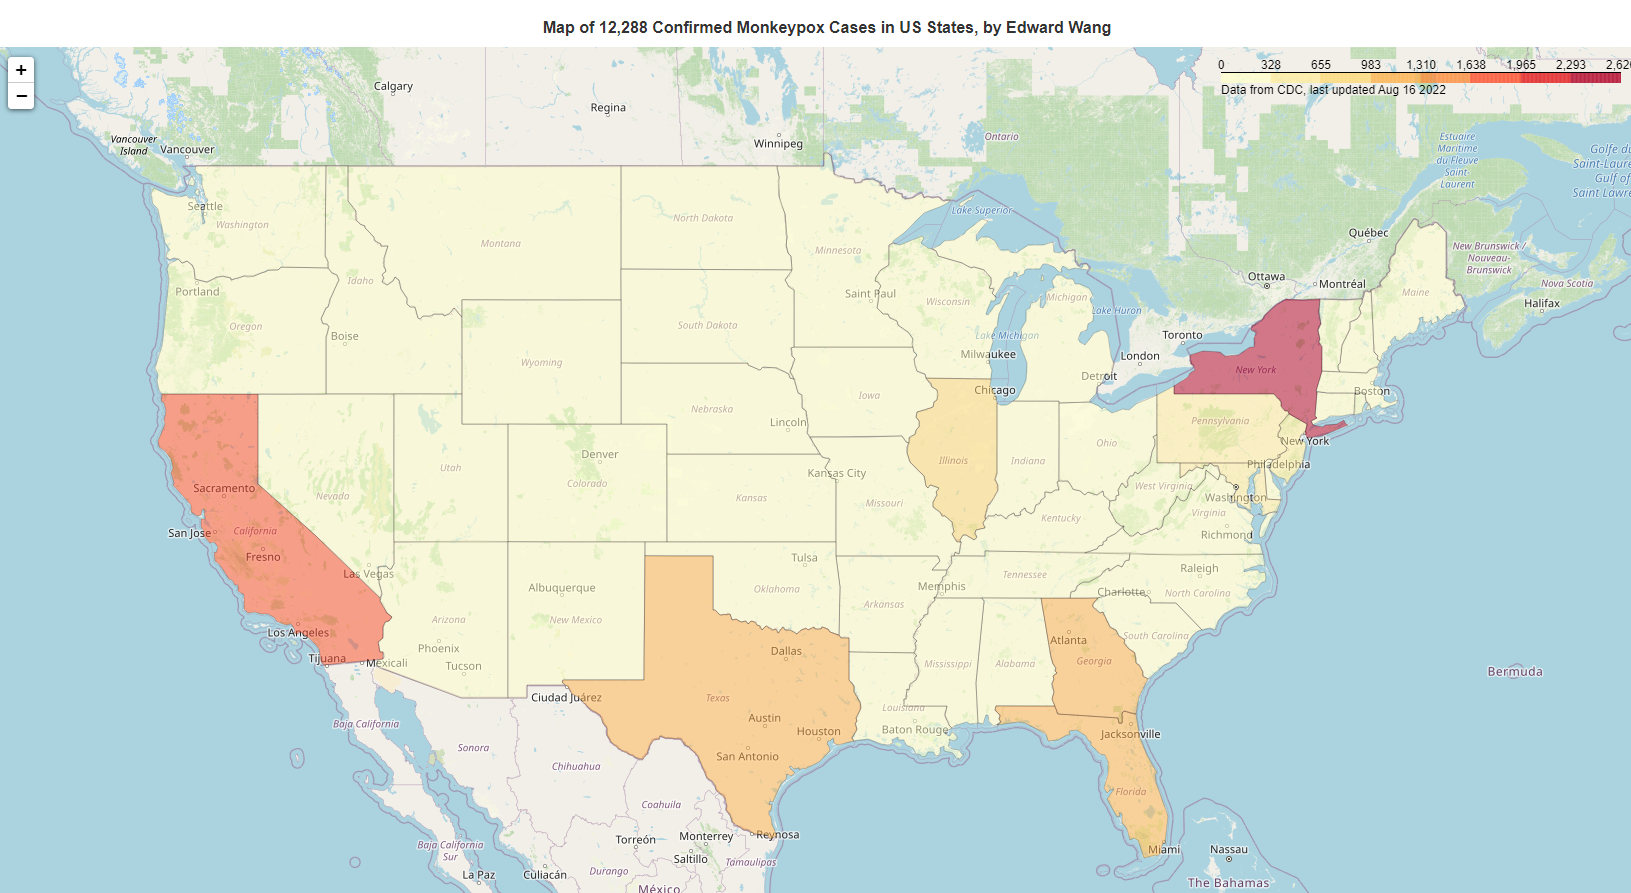 Map of 12,288 Confirmed Monkeypox Cases in US States, by Edward Wang
+
−
0 328 655 983 1,310 1,638 1,965 2,293 2,620
Data from CDC, last updated Aug 16 2022
Calgary
Regina
Winnipeg
Ontario
Vancouver
Island
Vancouver
Estuaire
Maritime
du Fleuve
Saint-
Laurent
Golfe du
Saint-Laure
Gulf of
Saint Lawre
Seattle
Washington
North Dakota
Lake Superior
Montana
Minnesota
Québec
New Brunswick /
Nouveau-
Brunswick
Idaho
Ottawa
Montréal
Nova Scotia
Portland
Saint Paul
Wisconsin
Michigan
Maine
Halifax
Lake Huron
Oregon
Boise
South Dakota
Lake Michigan
Toronto
Wyoming
Milwaukee
London
New York
Detroit
Chicago
Boston
Iowa
Nebraska
Lincoln
Pennsylvania
Ohio
New York
Denver
Utah
Illinois
Indiana
Philadelphia
Kansas City
Colorado
Sacramento
Nevada
Kansas
Missouri
West Virginia
Washington
Virginia
Kentucky
San Jose
California
Richmond
Fresno
Tulsa
Las Vegas
Albuquerque
Oklahoma
Memphis
Tennessee
Raleigh
Charlotte
North Carolina
Arkansas
Arizona
New Mexico
Los Angeles
Atlanta
South Carolina
Phoenix
Dallas
Tijuana
Mexicali
Tucson
Mississippi
Alabama
Georgia
Bermuda
Ciudad Juárez
Texas
Louisiana
Baja California
Austin
Houston
Baton Rouge
Jacksonville
Sonora
San Antonio
Chihuahua
Florida
Coahuila
Reynosa
Baja California
Sur
Torreón
Monterrey
Miami
Nassau
Saltillo
Tamaulipas
La Paz
Culiacán
Durango
México
The Bahamas